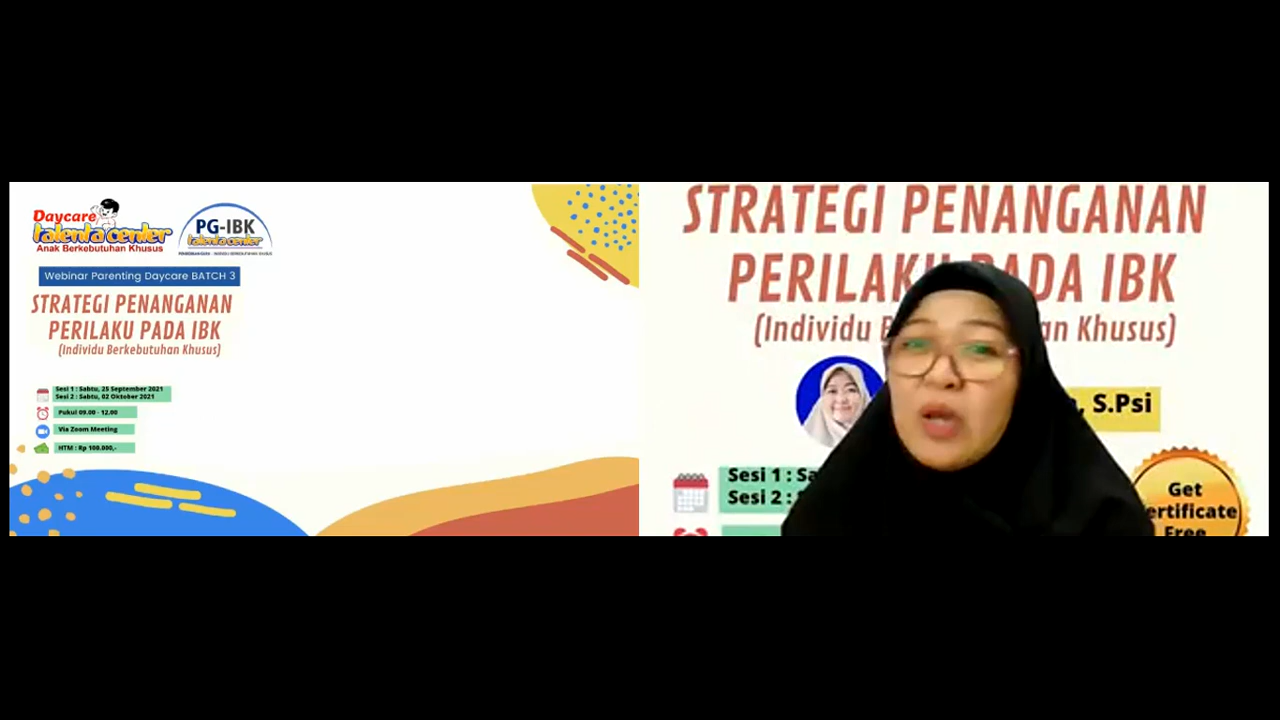 Daycare
talenta center
Anak Berkebutuhan Khusus
PG-IBK
talenta center
Webinar Parenting Daycare BATCH 3
STRATEGI PENANGANAN
PERILAKU PADA IBK
(Individu Berkebutuhan Khusus)
Sesi 1 : Sabtu, 25 September 2021
Sesi 2 : Sabtu, 02 Oktober 2021
Pukul 09.00 - 12.00
Via Zoom Meeting
HTM : Rp 100.000,-
STRATEGI PENANGANAN
PERILAKU PADA IBK
(Individu B an Khusus)
, S.Psi
Sesi 1 : Sa
Sesi 2 :
Get
ertificate
Free